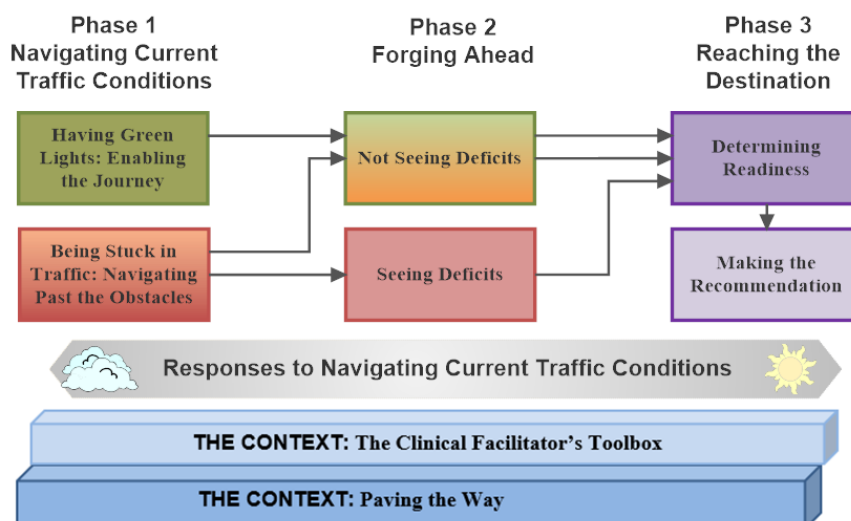 Phase 1
Navigating Current
Traffic Conditions
Phase 2
Forging Ahead
Phase 3
Reaching the
Destination
Having Green
Lights: Enabling
the Journey
Not Seeing Deficits
Determining
Readiness
Being Stuck in
Traffic: Navigating
Past the Obstacles
Seeing Deficits
Making the
Recommendation
Responses to Navigating Current Traffic Conditions
THE CONTEXT: The Clinical Facilitator's Toolbox
THE CONTEXT: Paving the Way